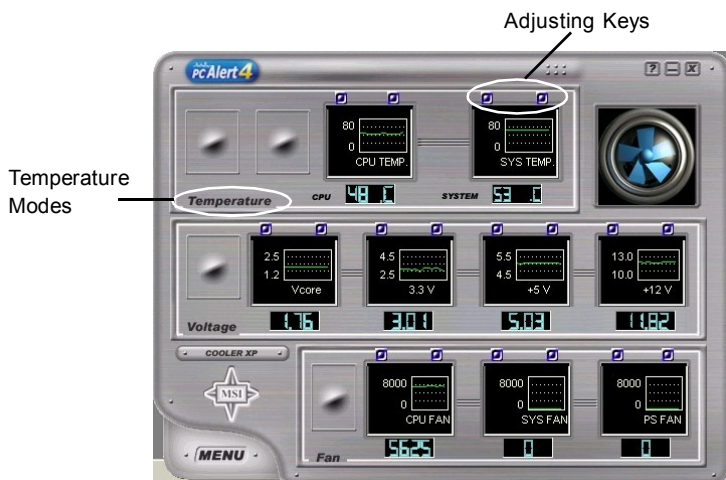 Adjusting Keys
PC Alert 4
? X
80
0
CPU TEMP.
80
0
SYS TEMP.
Temperature
Modes
Temperature
CPU 48 .C
SYSTEM 53 .C
2.5
1.2
Vcore
4.5
2.5
3.3 V
5.5
4.5
+5 V
13.0
10.0
+12 V
Voltage
1.76
3.01
5.03
11.82
COOLER XP
MSI
MENU
8000
0
CPU FAN
8000
0
SYS FAN
8000
0
PS FAN
Fan
5625
0
0